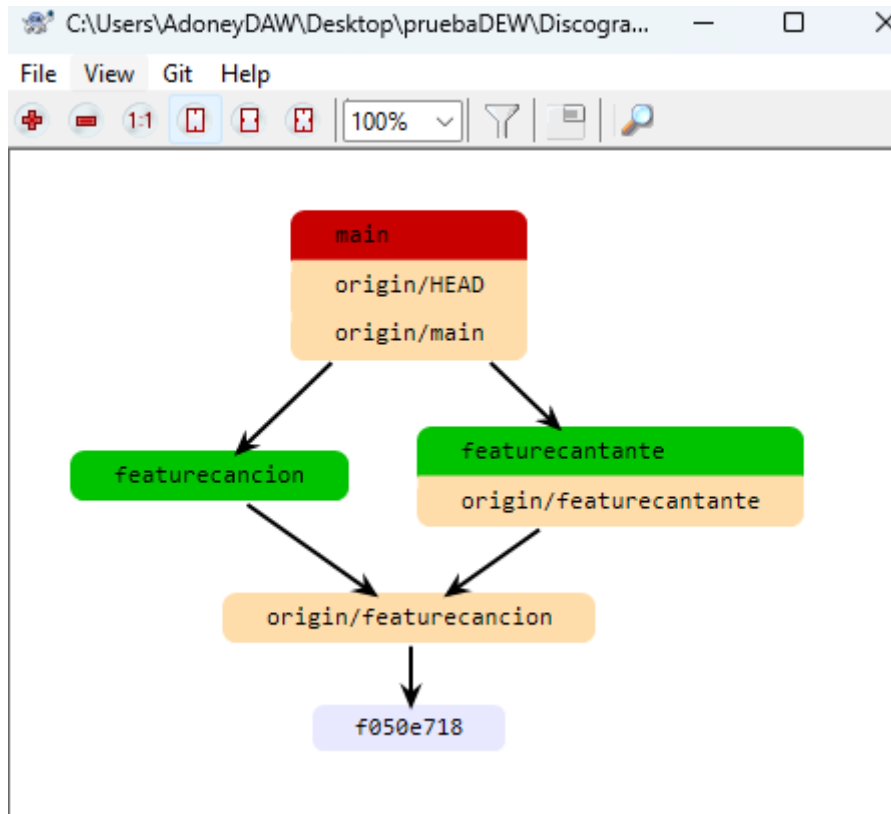 C:\Users\AdoneyDAW\Desktop\pruebaDEW\Discogra...
File View Git Help
1:1 100%
main
origin/HEAD
origin/main
featurecancion
featurecantante
origin/featurecantante
origin/featurecancion
f050e718